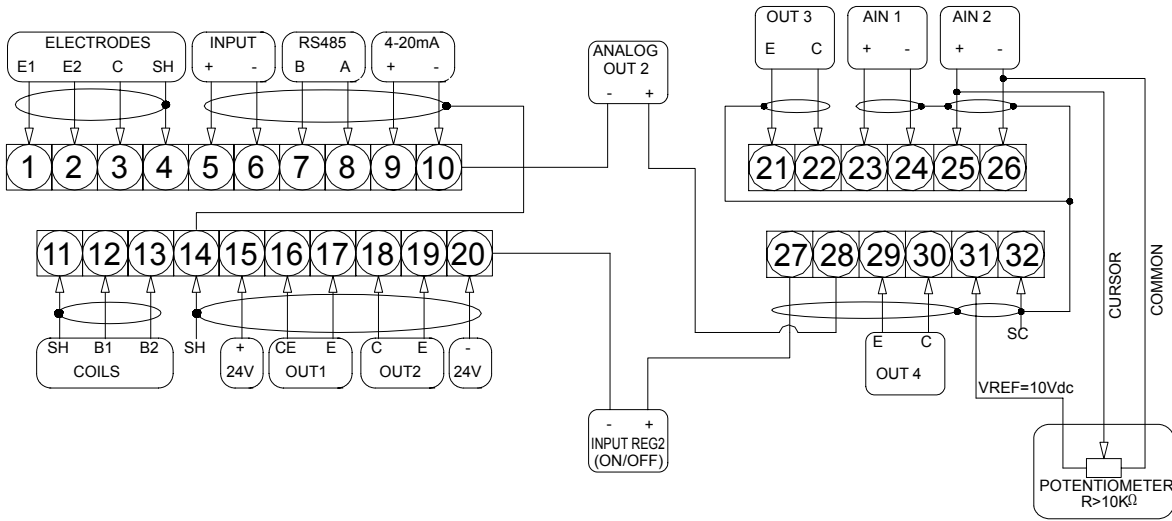 ELECTRODES
E1 E2 C SH
INPUT
+ -
RS485
B A
4-20mA
+ -
1 2 3 4 5 6 7 8 9 10
ANALOG
OUT 2
- +
OUT 3
E C
AIN 1
+ -
AIN 2
+ -
21 22 23 24 25 26
11 12 13 14 15 16 17 18 19 20
SH B1 B2
COILS
SH
+
24V
CE E
OUT1
C E
OUT2
-
24V
27 28 29 30 31 32
E C
OUT 4
SC
CURSOR
COMMON
VREF=10Vdc
- +
INPUT REG2
(ON/OFF)
POTENTIOMETER
R>10KΩ